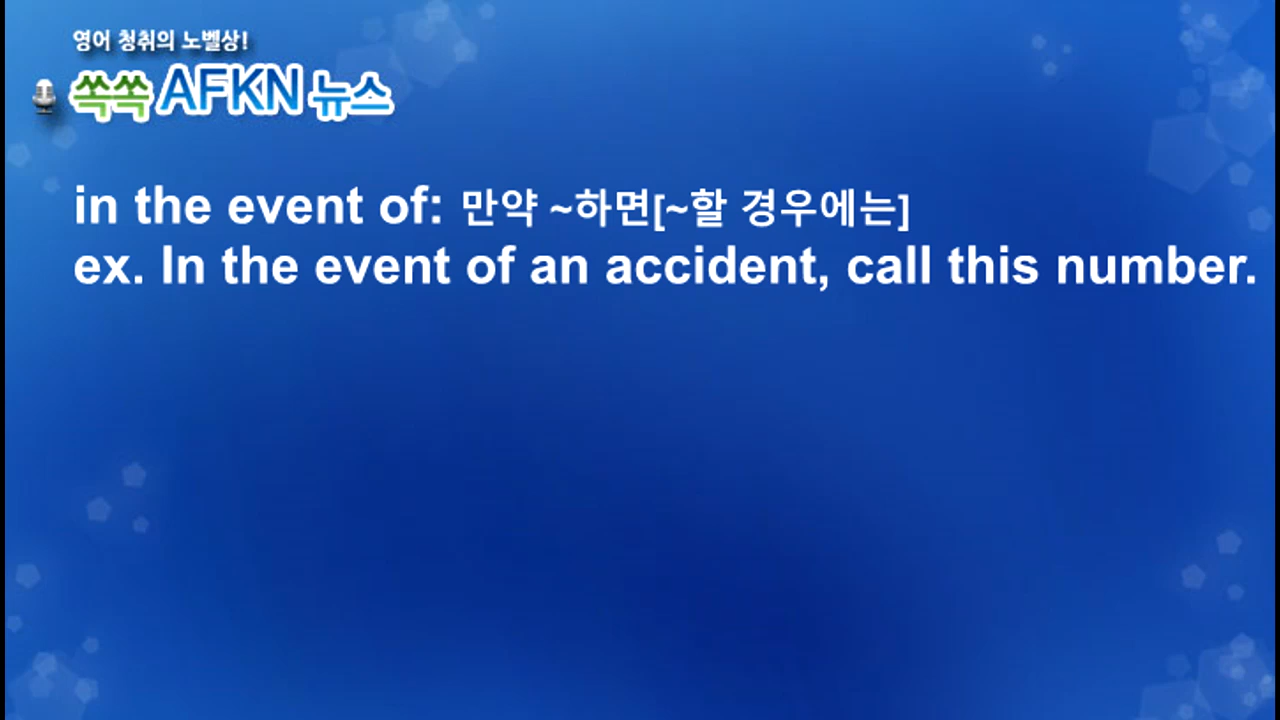 영어 청취의 노벨상!
쏙쏙 AFKN 뉴스
in the event of: 만약 ~하면[~할 경우에는]
ex. In the event of an accident, call this number.